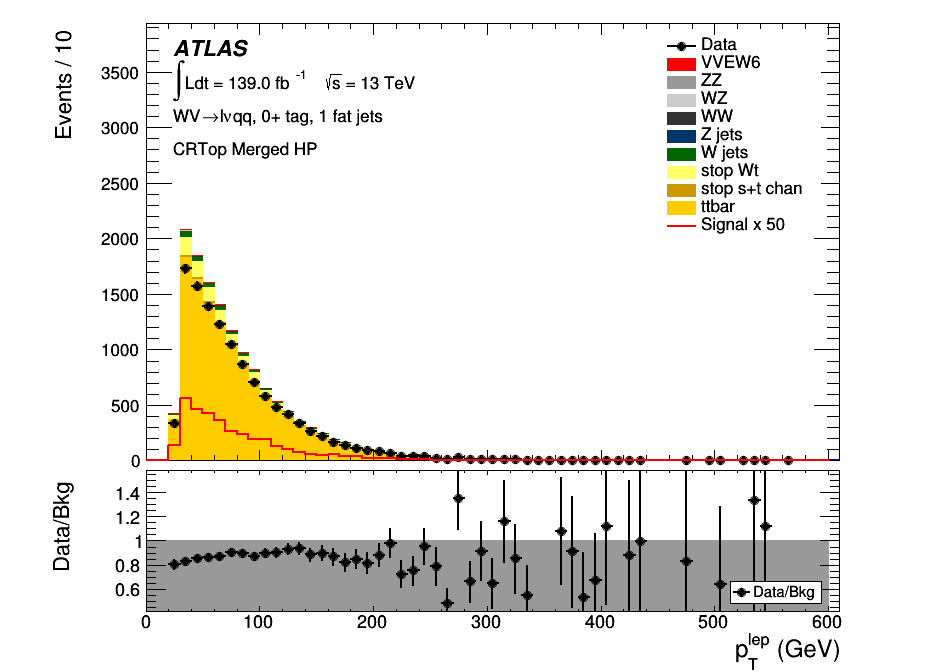 Events / 10
3500
3000
2500
2000
1500
1000
500
0
ATLAS
∫Ldt = 139.0 fb -1 √s = 13 TeV
WV→lνqq, 0+ tag, 1 fat jets
CRTop Merged HP
Data
VVEW6
ZZ
WZ
WW
Z jets
W jets
stop Wt
stop s+t chan
ttbar
Signal x 50
Data/Bkg
1.4
1.2
1
0.8
0.6
Data/Bkg
0 100 200 300 400 500 600
p_T^lep (GeV)